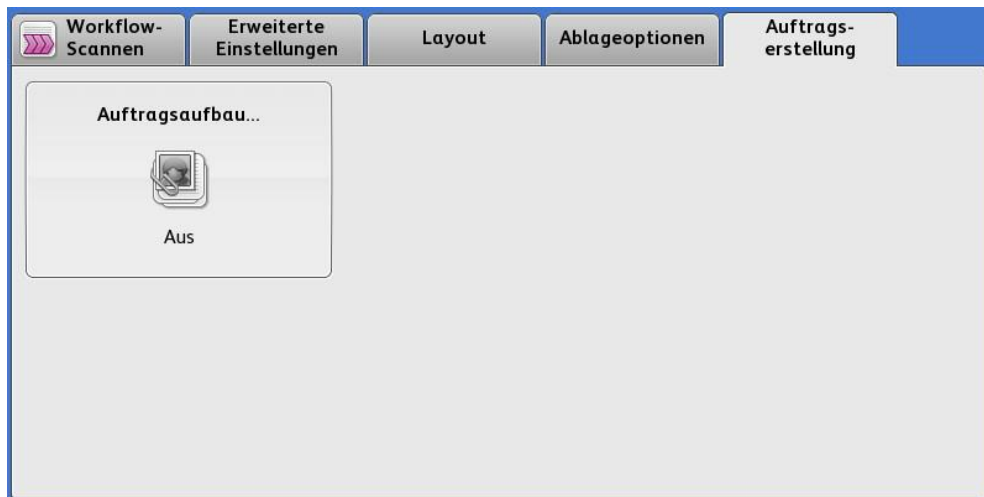 Workflow-
Scannen
Erweiterte
Einstellungen
Layout
Ablageoptionen
Auftrags-
erstellung
Auftragsaufbau...
Aus